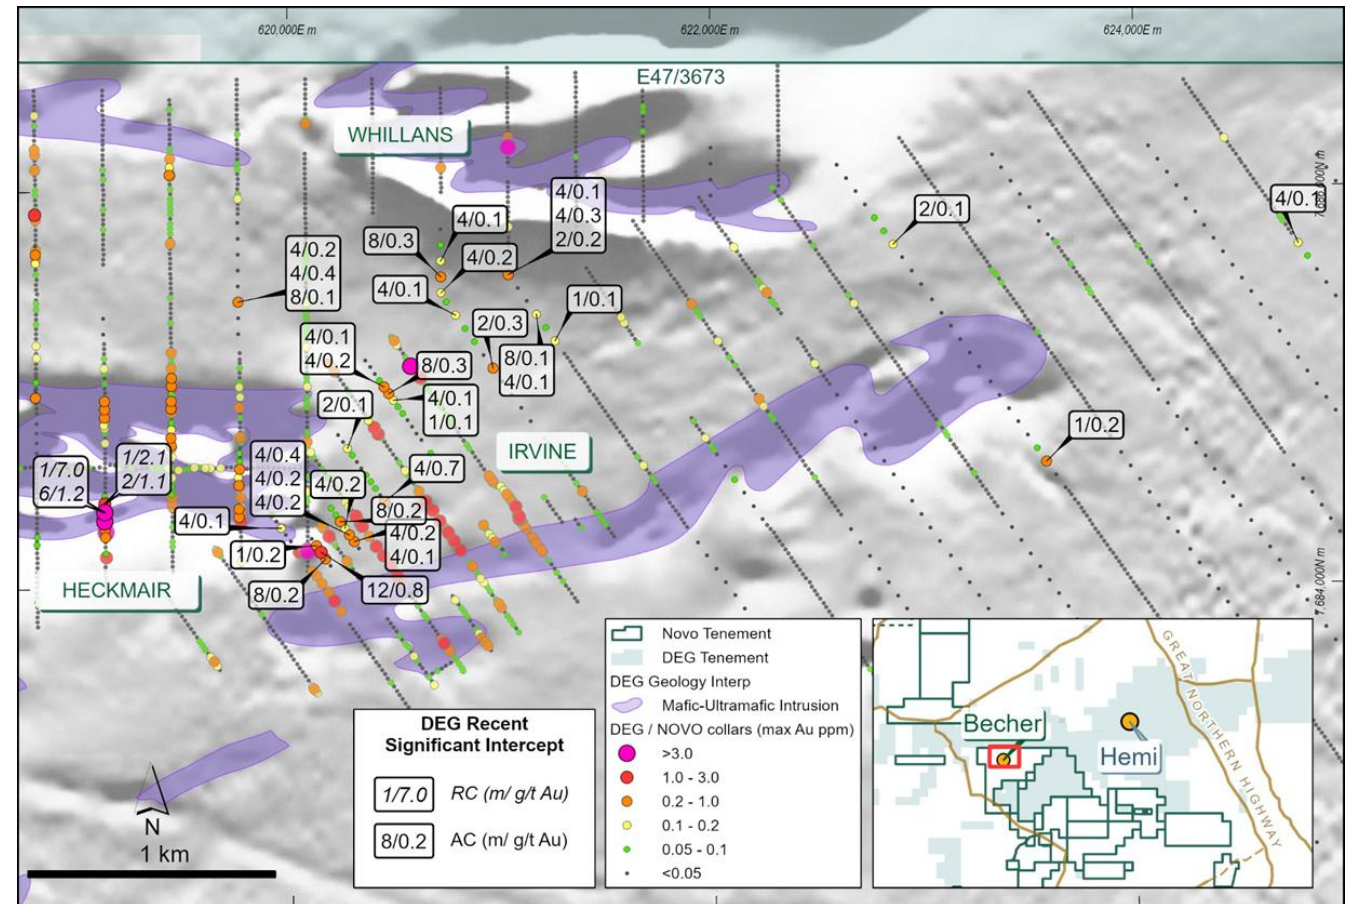 620,000E m
622,000E m
624,000E m
E47/3673
WHILLANS
4/0.1
4/0.3
2/0.2
2/0.1
4/0.1
4/0.1
8/0.3
4/0.2
4/0.2
4/0.4
8/0.1
4/0.1
1/0.1
2/0.3
4/0.1
4/0.2
8/0.3
8/0.1
4/0.1
4/0.1
1/0.1
2/0.1
1/0.2
IRVINE
1/7.0
6/1.2
1/2.1
2/1.1
4/0.4
4/0.2
4/0.2
4/0.2
4/0.7
8/0.2
4/0.1
4/0.2
4/0.1
1/0.2
HECKMAIR
8/0.2
12/0.8
7,684,000N m
DEG Recent
Significant Intercept
1/7.0 RC (m/ g/t Au)
8/0.2 AC (m/ g/t Au)
Novo Tenement
DEG Tenement
DEG Geology Interp
Mafic-Ultramafic Intrusion
DEG / NOVO collars (max Au ppm)
>3.0
1.0 - 3.0
0.2 - 1.0
0.1 - 0.2
0.05 - 0.1
<0.05
Becher
Hemi
GREAT NORTHERN HIGHWAY
N
1 km